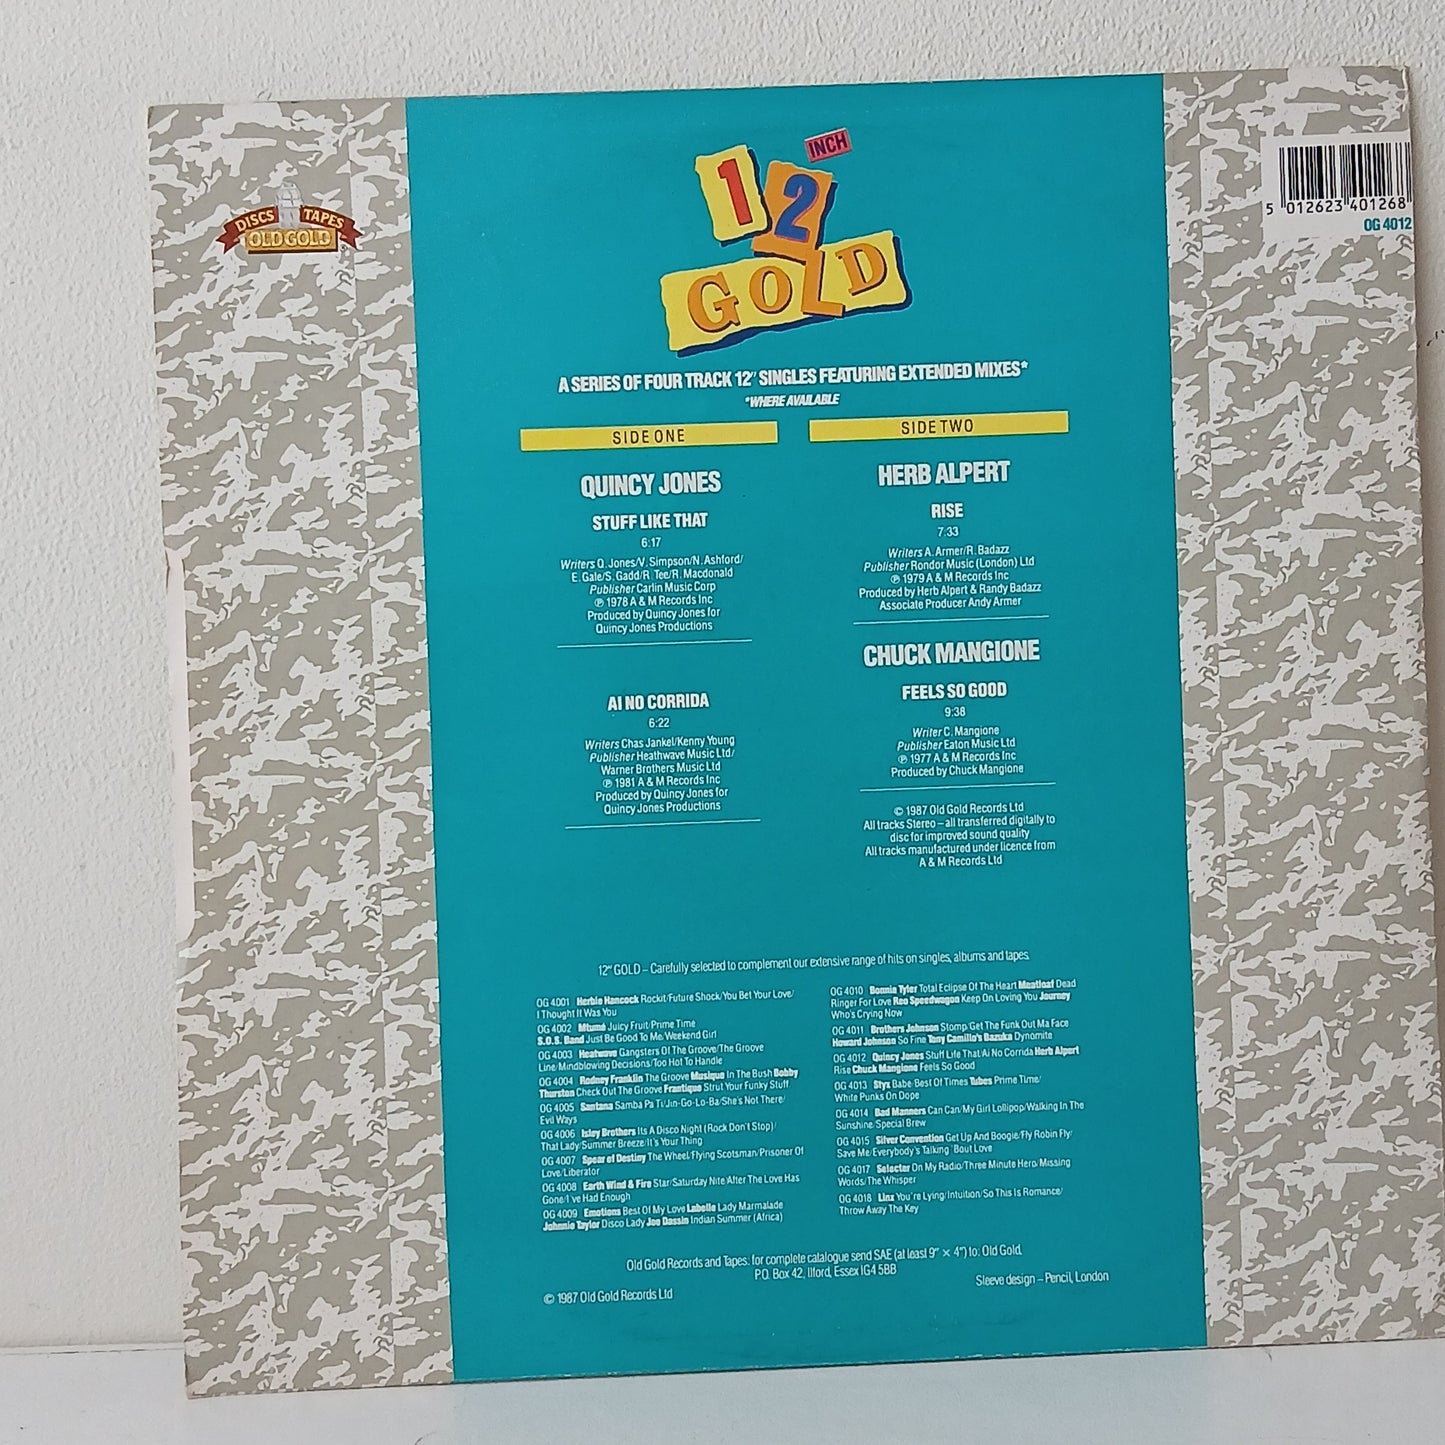 DISCS TAPES
OLD GOLD
12 INCH
GOLD
5 012623 401268
OG 4012
A SERIES OF FOUR TRACK 12" SINGLES FEATURING EXTENDED MIXES*
*WHERE AVAILABLE
SIDE ONE
QUINCY JONES
STUFF LIKE THAT
6:17
Writers Q. Jones/V. Simpson/N. Ashford/
E. Gale/S. Gadd/R. Tee/R. Macdonald
Publisher Carlin Music Corp
℗ 1978 A & M Records Inc
Produced by Quincy Jones for
Quincy Jones Productions
AI NO CORRIDA
6:22
Writers Chas Jankel/Kenny Young
Publisher Heathwave Music Ltd/
Warner Brothers Music Ltd
℗ 1981 A & M Records Inc
Produced by Quincy Jones for
Quincy Jones Productions
SIDE TWO
HERB ALPERT
RISE
7:33
Writers A. Armer/R. Badazz
Publisher Rondor Music (London) Ltd
℗ 1979 A & M Records Inc
Produced by Herb Alpert & Randy Badazz
Associate Producer Andy Armer
CHUCK MANGIONE
FEELS SO GOOD
9:38
Writer C. Mangione
Publisher Eaton Music Ltd
℗ 1977 A & M Records Inc
Produced by Chuck Mangione
© 1987 Old Gold Records Ltd
All tracks Stereo – all transferred digitally to
disc for improved sound quality
All tracks manufactured under licence from
A & M Records Ltd
12" GOLD – Carefully selected to complement our extensive range of hits on singles, albums and tapes.
OG 4001 Herbie Hancock Rockit/Future Shock/You Bet Your Love/
I Thought It Was You
OG 4002 Mtume Juicy Fruit/Prime Time
S.O.S. Band Just Be Good To Me/Weekend Girl
OG 4003 Heatwave Gangsters Of The Groove/The Groove
Line/Mindblowing Decisions/Too Hot To Handle
OG 4004 Rodney Franklin The Groove Musique In The Bush Bobby
Thurston Check Out The Groove Frantique Strut Your Funky Stuff
OG 4005 Santana Samba Pa Ti/Jin-Go-Lo-Ba/She's Not There/
Evil Ways
OG 4006 Isley Brothers Its A Disco Night (Rock Don't Stop)/
That Lady/Summer Breeze/It's Your Thing
OG 4007 Spear of Destiny The Wheel/Flying Scotsman/Prisoner Of
Love/Liberator
OG 4008 Earth Wind & Fire Star/Saturday Nite/After The Love Has
Gone/I've Had Enough
OG 4009 Emotions Best Of My Love Labelle Lady Marmalade
Johnnie Taylor Disco Lady Joe Dassin Indian Summer (Africa)
OG 4010 Bonnie Tyler Total Eclipse Of The Heart Meatloaf Dead
Ringer For Love Reo Speedwagon Keep On Loving You Journey
Who's Crying Now
OG 4011 Brothers Johnson Stomp/Get The Funk Out Ma Face
Howard Johnson So Fine Tony Camillo's Bazuka Dynomite
OG 4012 Quincy Jones Stuff Life That/Ai No Corrida Herb Alpert
Rise Chuck Mangione Feels So Good
OG 4013 Styx Babe/Best Of Times Tubes Prime Time/
White Punks On Dope
OG 4014 Bad Manners Can Can/My Girl Lollipop/Walking In The
Sunshine/Special Brew
OG 4015 Silver Convention Get Up And Boogie/Fly Robin Fly/
Save Me/Everybody's Talking 'Bout Love
OG 4017 Selecter On My Radio/Three Minute Hero/Missing
Words/The Whisper
OG 4018 Linx You're Lying/Intuition/So This Is Romance/
Throw Away The Key
Old Gold Records and Tapes: for complete catalogue send SAE (at least 9" × 4") to: Old Gold,
P.O. Box 42, Ilford, Essex IG4 5BB
Sleeve design – Pencil, London
© 1987 Old Gold Records Ltd